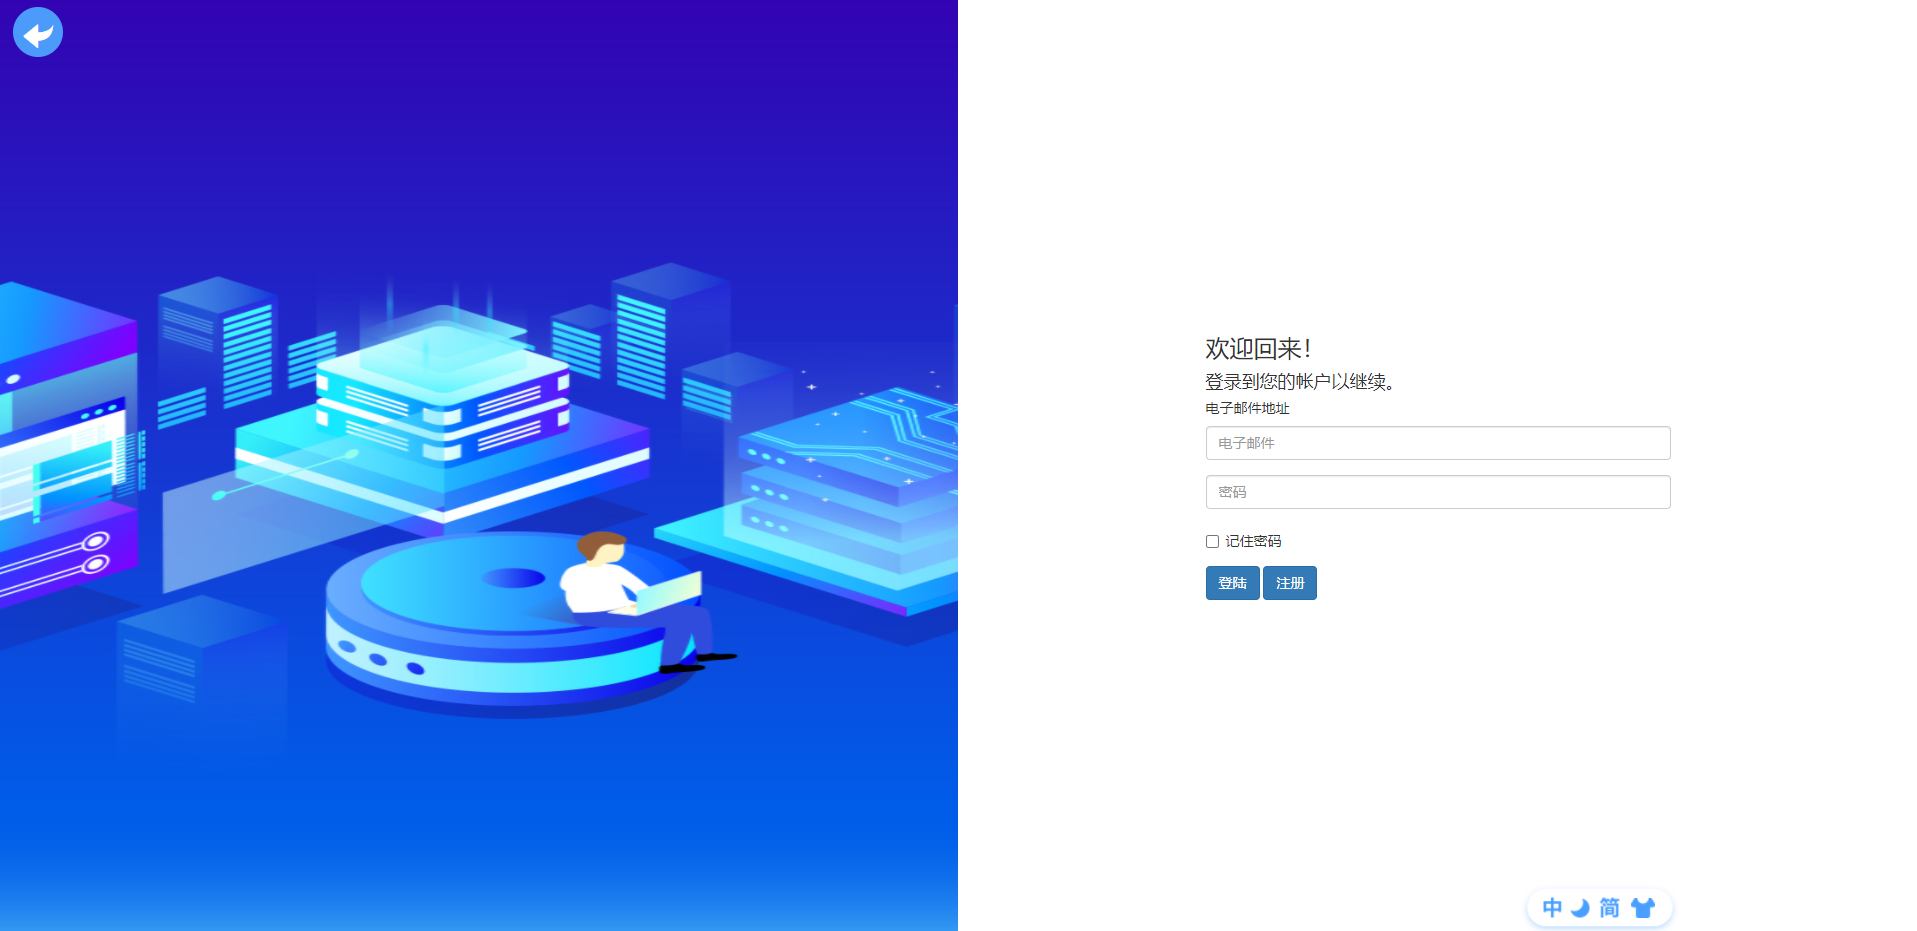 欢迎回来！
登录到您的帐户以继续。
电子邮件地址
电子邮件
密码
记住密码
登陆 注册
中 简